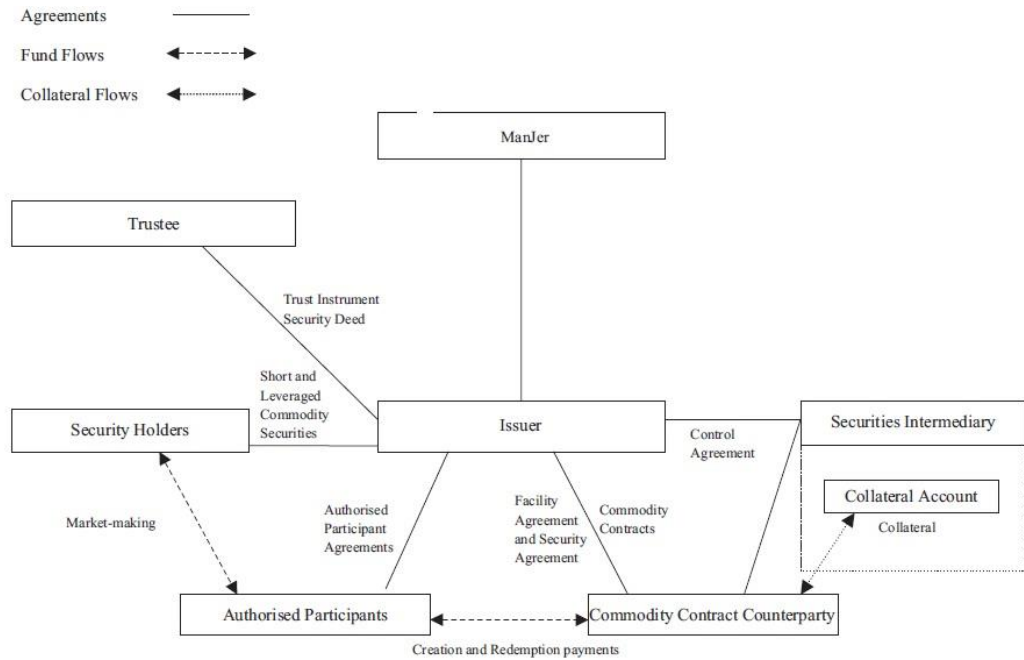 Agreements
Fund Flows
Collateral Flows
ManJer
Trustee
Trust Instrument
Security Deed
Short and
Leveraged
Commodity
Securities
Security Holders
Issuer
Control
Agreement
Securities Intermediary
Collateral Account
Collateral
Market-making
Authorised
Participant
Agreements
Facility
Agreement
and Security
Agreement
Commodity
Contracts
Authorised Participants
Commodity Contract Counterparty
Creation and Redemption payments